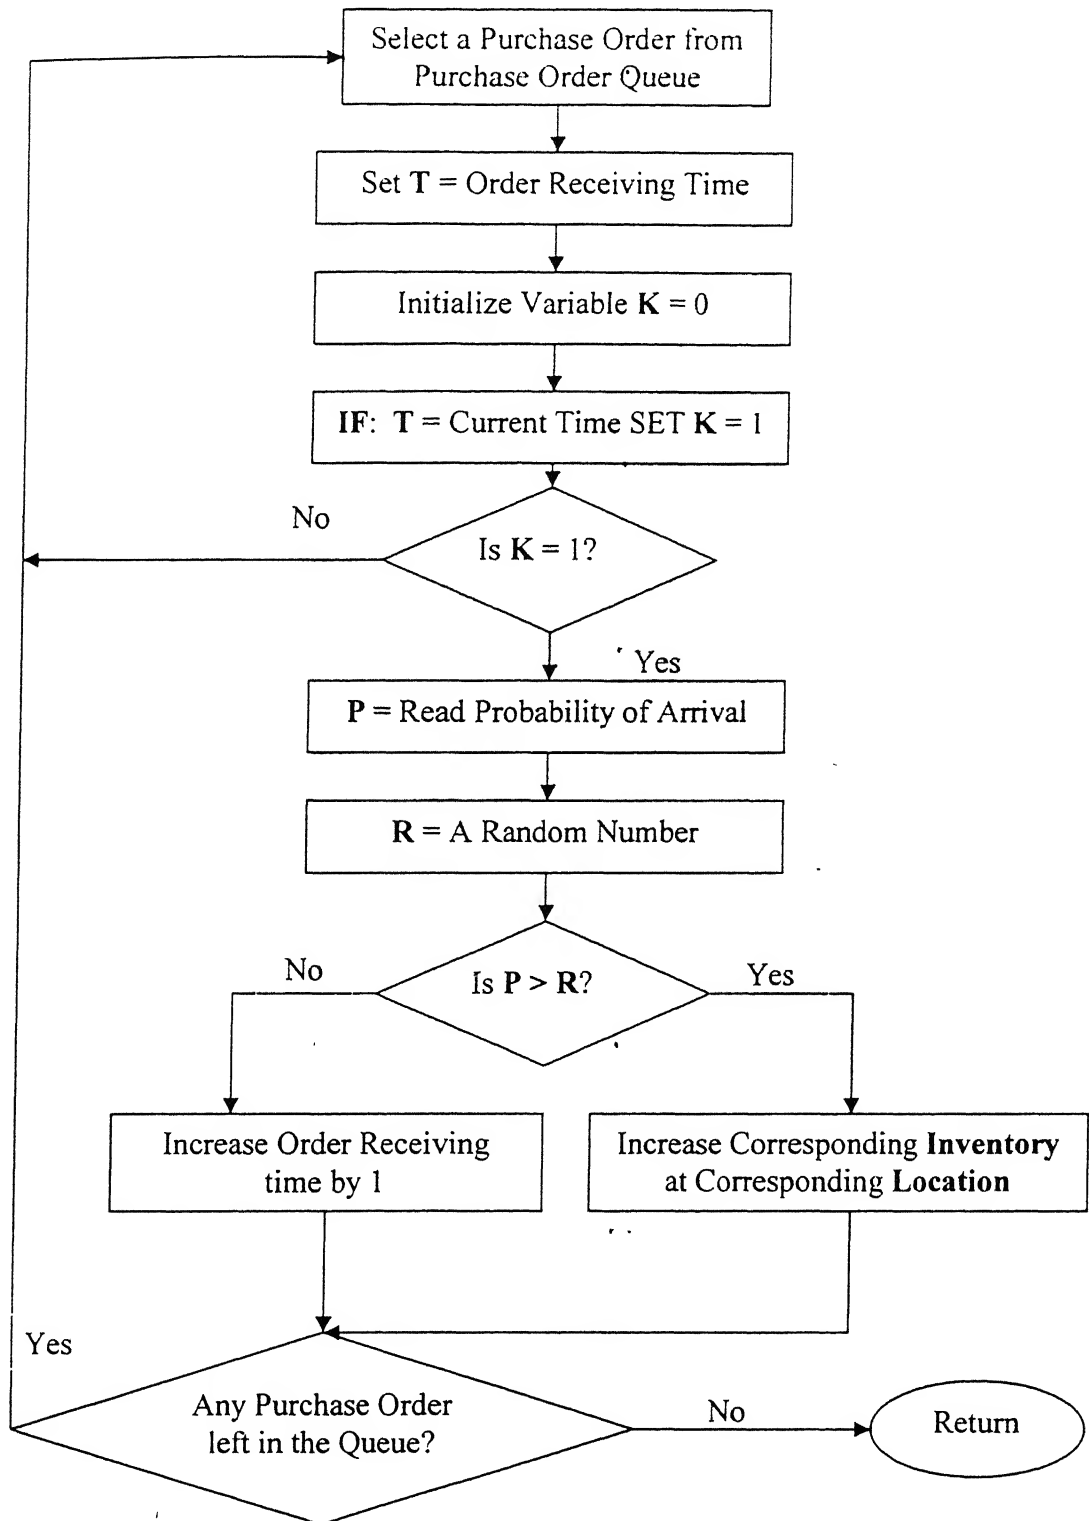 Select a Purchase Order from
Purchase Order Queue
Set T = Order Receiving Time
Initialize Variable K = 0
IF: T = Current Time SET K = 1
No
Is K = 1?
Yes
P = Read Probability of Arrival
R = A Random Number
No
Is P > R?
Yes
Increase Order Receiving
time by 1
Increase Corresponding Inventory
at Corresponding Location
Yes
Any Purchase Order
left in the Queue?
No
Return